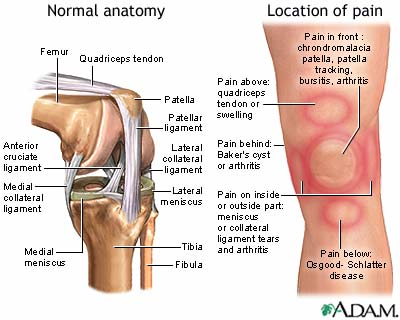 Normal anatomy
Femur
Quadriceps tendon
Patella
Patellar
ligament
Anterior
cruciate
ligament
Lateral
collateral
ligament
Medial
collateral
ligament
Lateral
meniscus
Medial
meniscus
Tibia
Fibula
Location of pain
Pain in front :
chrondromalacia
patella, patella
tracking,
bursitis, arthritis
Pain above:
quadriceps
tendon or
swelling
Pain behind:
Baker's cyst
or arthritis
Pain on inside
or outside part:
meniscus
or collateral
ligament tears
and arthritis
Pain below:
Osgood- Schlatter
disease
ADAM.